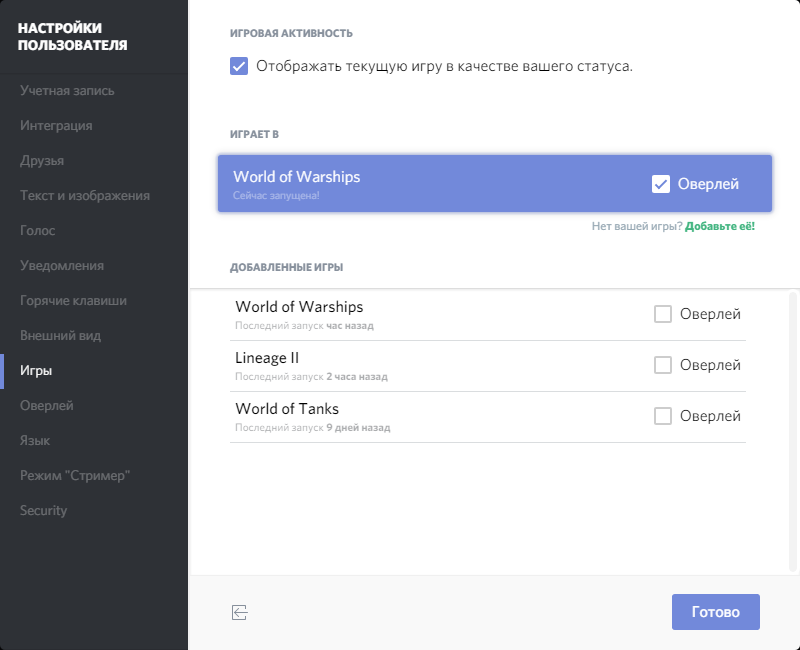 НАСТРОЙКИ
ПОЛЬЗОВАТЕЛЯ
Учетная запись
Интеграция
Друзья
Текст и изображения
Голос
Уведомления
Горячие клавиши
Внешний вид
Игры
Оверлей
Язык
Режим "Стример"
Security
ИГРОВАЯ АКТИВНОСТЬ
Отображать текущую игру в качестве вашего статуса.
ИГРАЕТ В
World of Warships
Сейчас запущена!
Оверлей
Нет вашей игры? Добавьте её!
ДОБАВЛЕННЫЕ ИГРЫ
World of Warships
Последний запуск час назад
Оверлей
Lineage II
Последний запуск 2 часа назад
Оверлей
World of Tanks
Последний запуск 9 дней назад
Оверлей
Готово